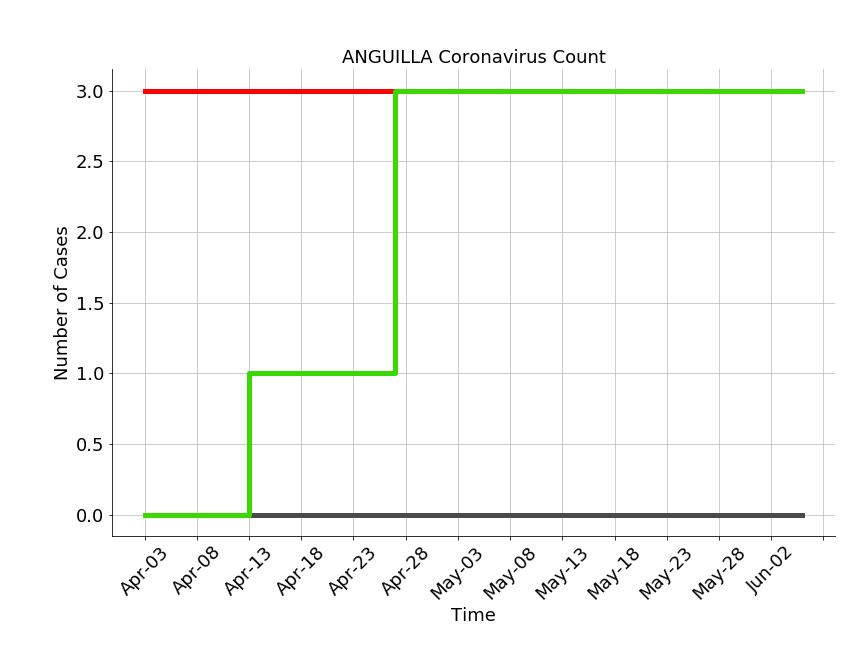 ANGUILLA Coronavirus Count
Number of Cases
3.0
2.5
2.0
1.5
1.0
0.5
0.0
Apr-03
Apr-08
Apr-13
Apr-18
Apr-23
Apr-28
May-03
May-08
May-13
May-18
May-23
May-28
Jun-02
Time